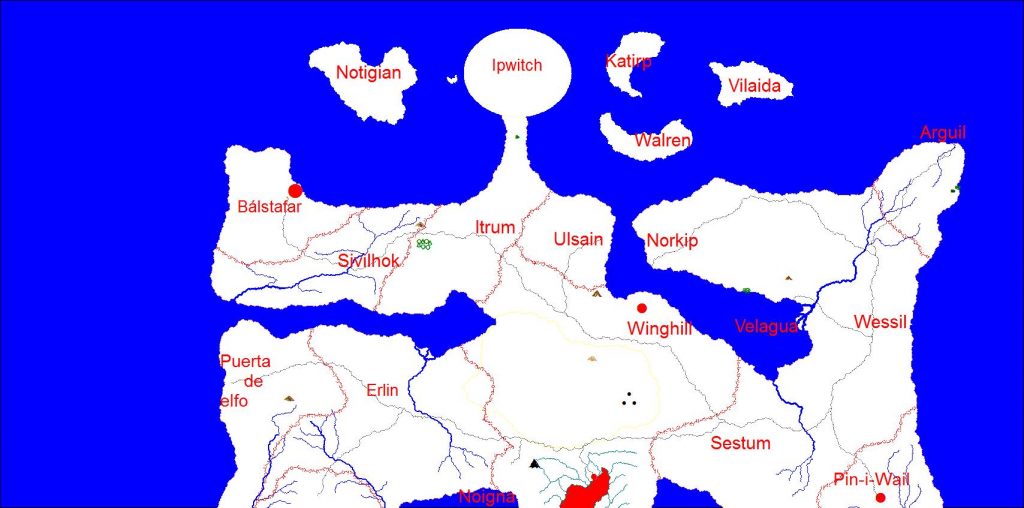 Ipwitch
Katirp
Notigian
Vilaida
Arguil
Walren
Bálstafar
Itrum
Ulsain
Norkip
Sivilhok
Winghill
Velagua
Wessil
Puerta
de
elfo
Erlin
Sestum
Pin-i-Wail
Noigna